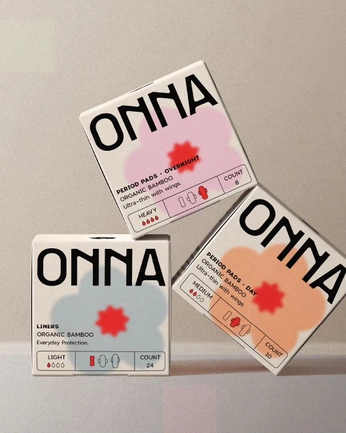 ONNA
PERIOD PADS - OVERNIGHT
ORGANIC BAMBOO
Ultra-thin with wings
HEAVY
COUNT
8
ONNA
PERIOD PADS - DAY
ORGANIC BAMBOO
Ultra-thin with wings
MEDIUM
COUNT
10
ONNA
LINERS
ORGANIC BAMBOO
Everyday Protection.
LIGHT
COUNT
24